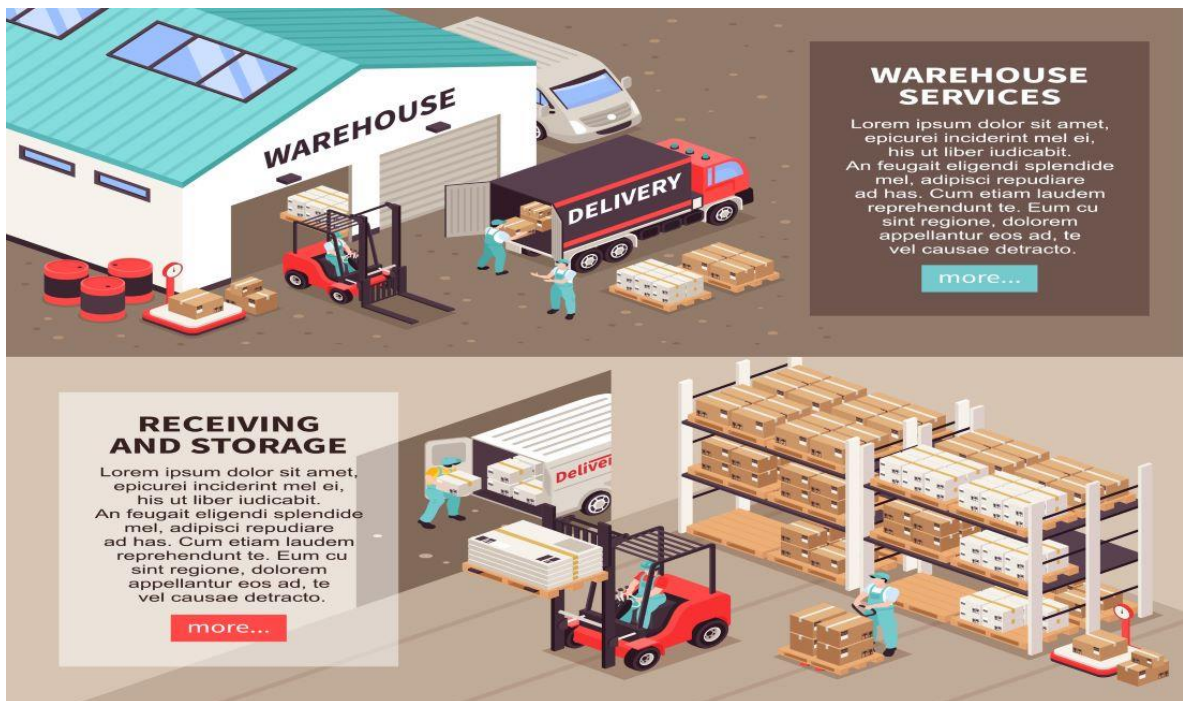 WAREHOUSE
DELIVERY
WAREHOUSE
SERVICES
Lorem ipsum dolor sit amet,
epicurei inciderint mel ei,
his ut liber iudicabit.
An feugait eligendi splendide
mel, adipisci repudiare
ad has. Cum etiam laudem
reprehendunt te. Eum cu
sint regione, dolorem
appellantur eos ad, te
vel causae detracto.
more...
RECEIVING
AND STORAGE
Lorem ipsum dolor sit amet,
epicurei inciderint mel ei,
his ut liber iudicabit.
An feugait eligendi splendide
mel, adipisci repudiare
ad has. Cum etiam laudem
reprehendunt te. Eum cu
sint regione, dolorem
appellantur eos ad, te
vel causae detracto.
more...
Deliver